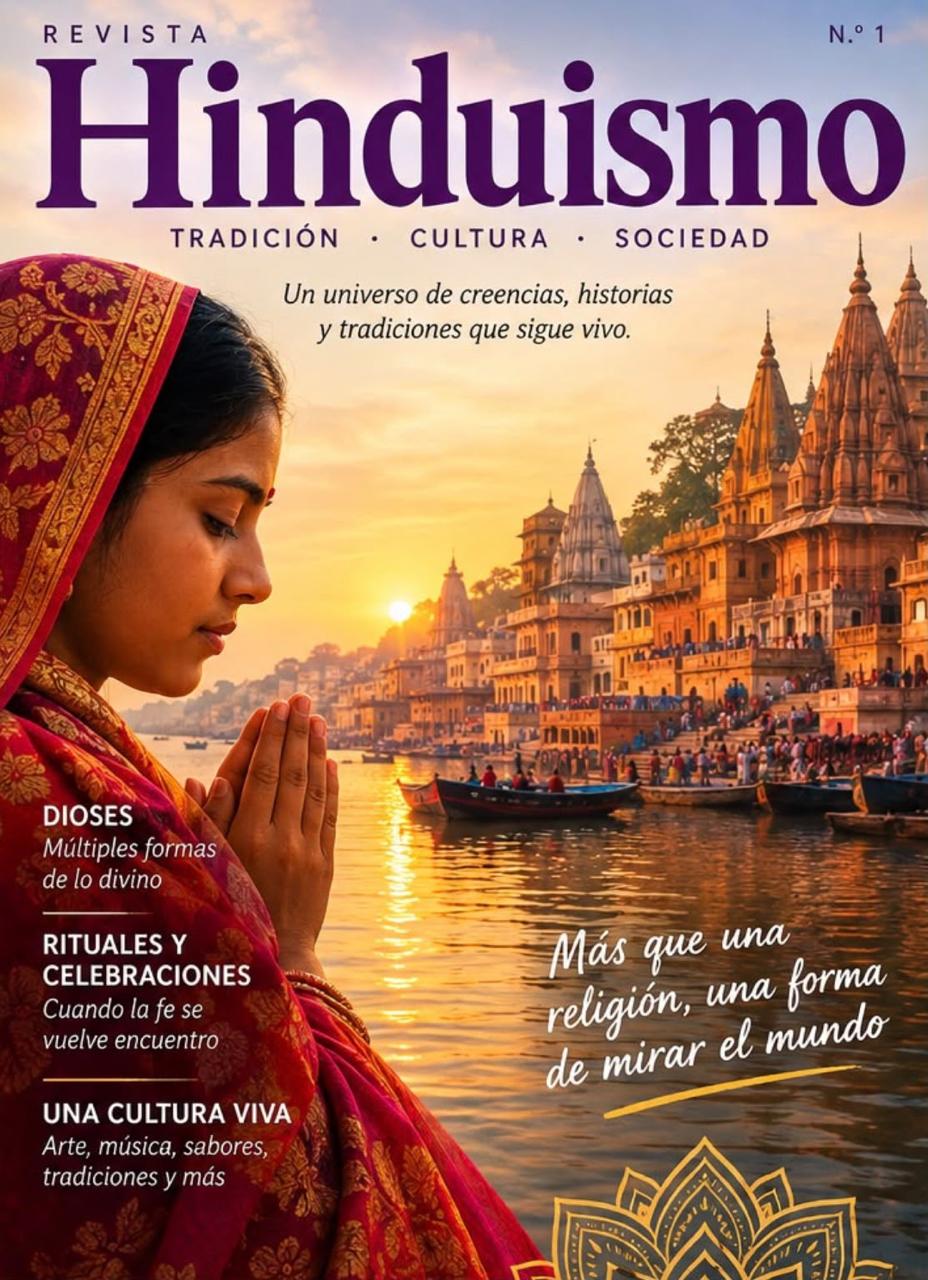 REVISTA
N.º 1
Hinduismo
TRADICIÓN · CULTURA · SOCIEDAD
Un universo de creencias, historias
y tradiciones que sigue vivo.
DIOSES
Múltiples formas
de lo divino
RITUALES Y
CELEBRACIONES
Cuando la fe se
vuelve encuentro
UNA CULTURA VIVA
Arte, música, sabores,
tradiciones y más
Más que una
religión, una forma
de mirar el mundo